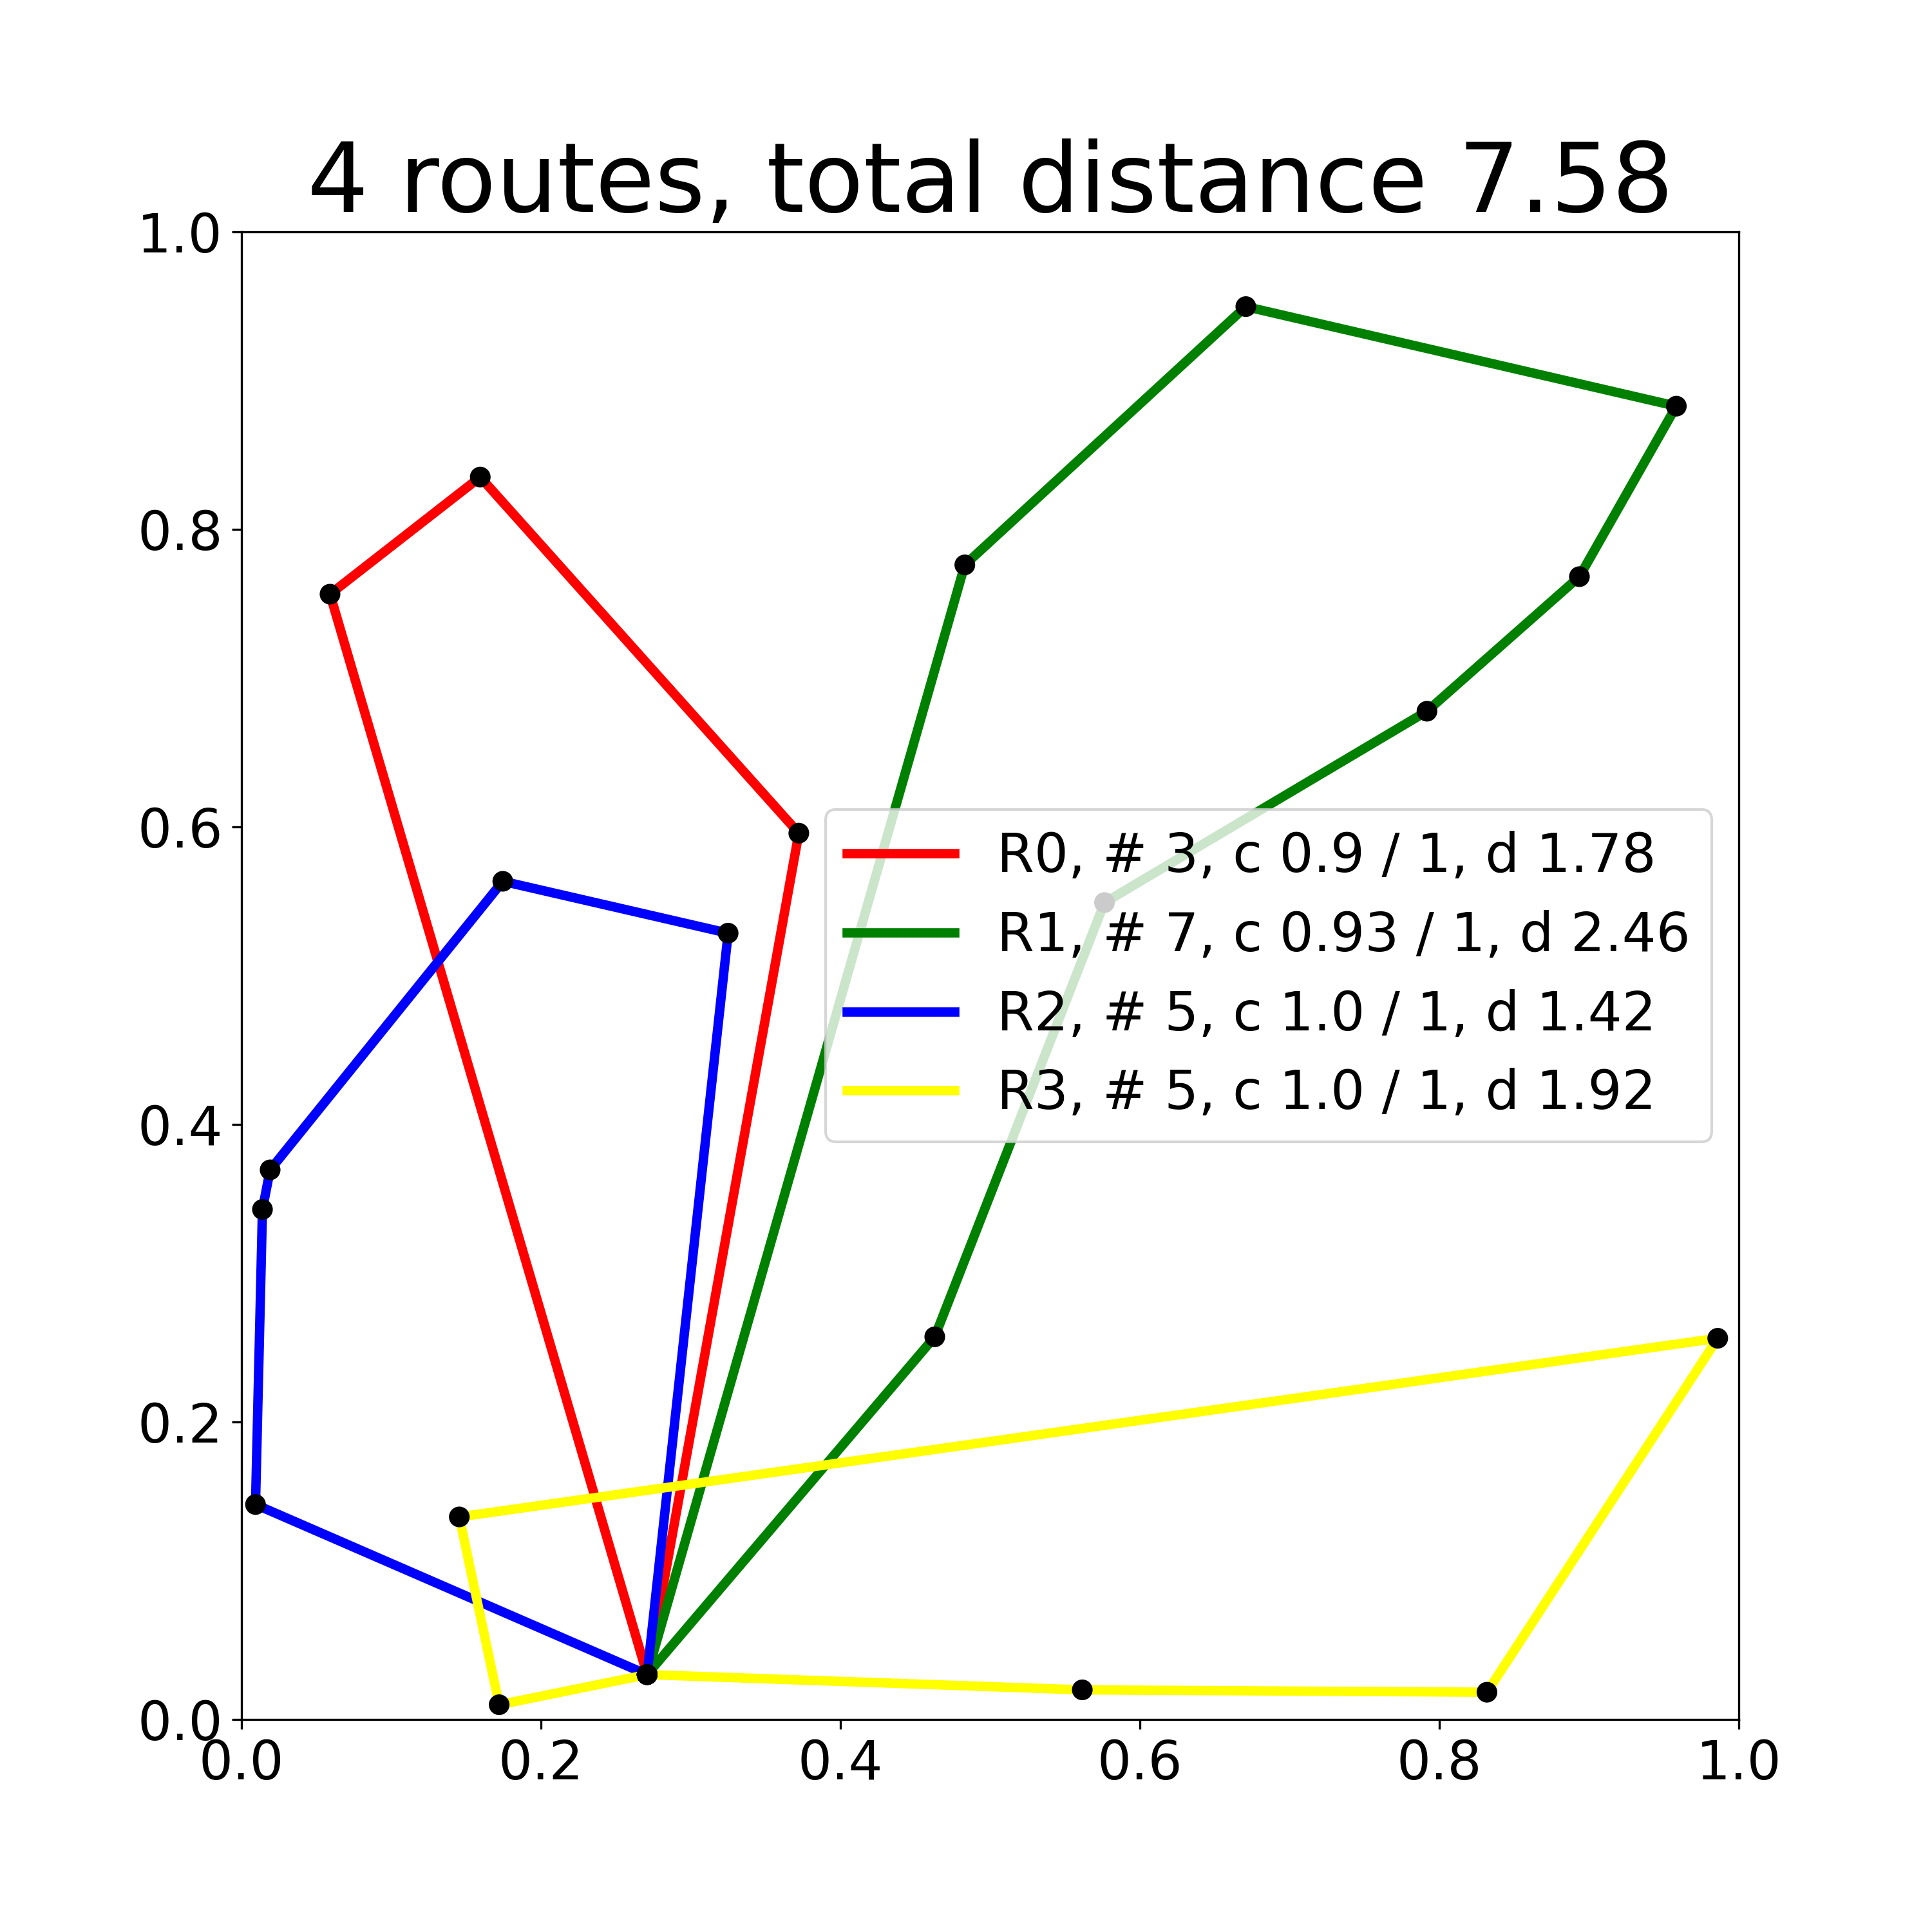 4 routes, total distance 7.58
1.0
0.8
0.6
0.4
0.2
0.0
R0, # 3, c 0.9 / 1, d 1.78
R1, # 7, c 0.93 / 1, d 2.46
R2, # 5, c 1.0 / 1, d 1.42
R3, # 5, c 1.0 / 1, d 1.92
0.0 0.2 0.4 0.6 0.8 1.0